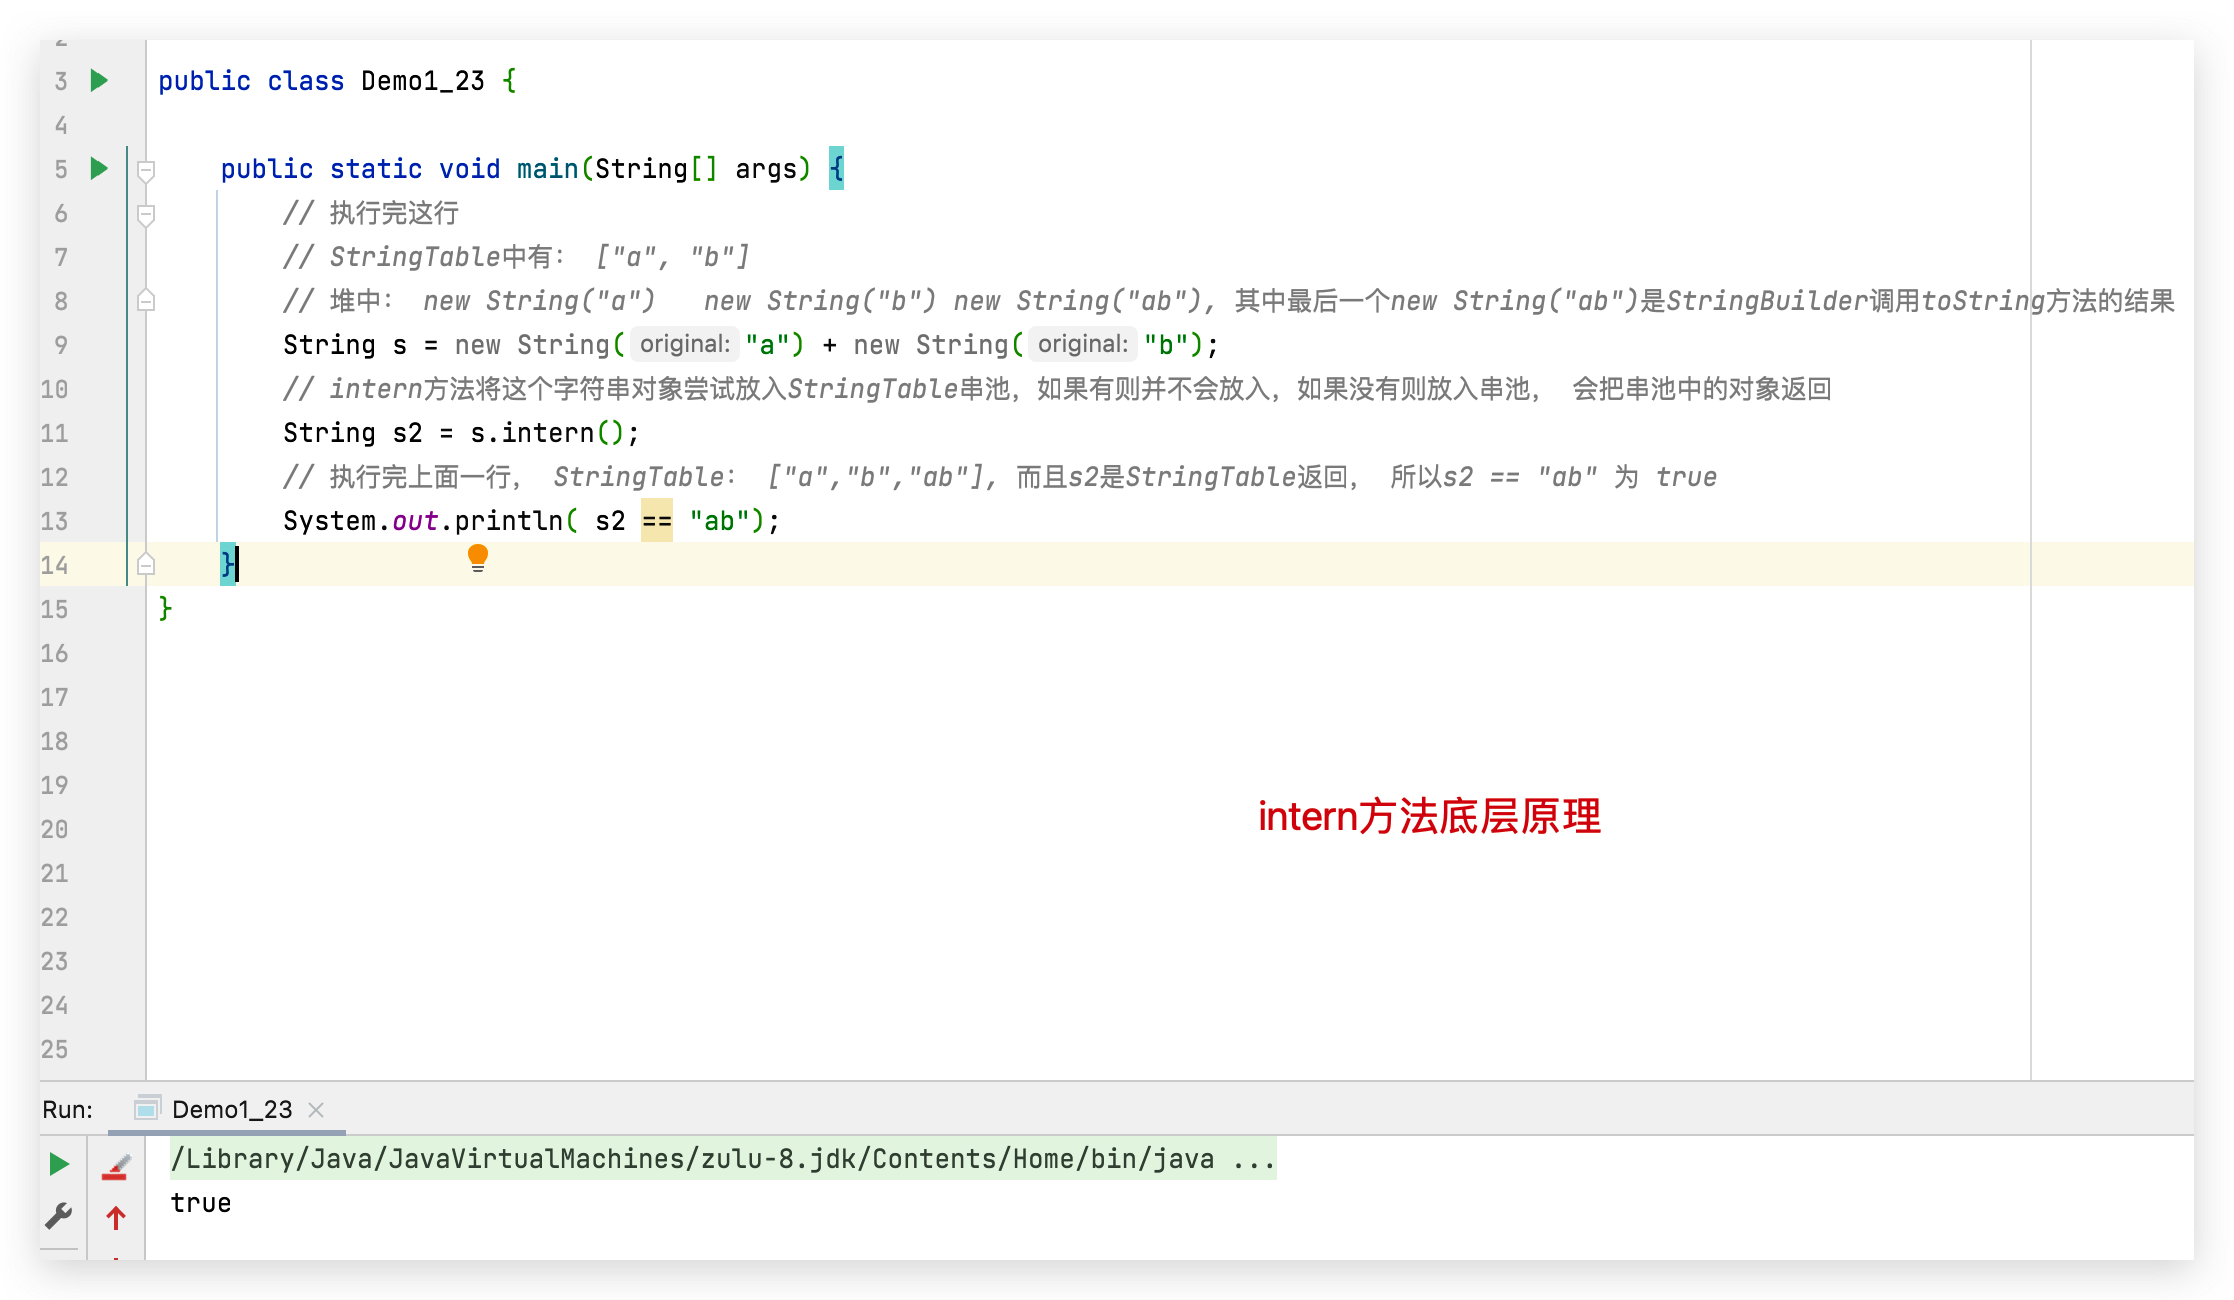 2
3 public class Demo1_23 {
4
5 public static void main(String[] args) {
6 // 执行完这行
7 // StringTable中有： ["a", "b"]
8 // 堆中： new String("a")   new String("b") new String("ab"), 其中最后一个new String("ab")是StringBuilder调用toString方法的结果
9 String s = new String( original: "a") + new String( original: "b");
10 // intern方法将这个字符串对象尝试放入StringTable串池，如果有则并不会放入，如果没有则放入串池， 会把串池中的对象返回
11 String s2 = s.intern();
12 // 执行完上面一行， StringTable： ["a","b","ab"], 而且s2是StringTable返回， 所以s2 == "ab" 为 true
13 System.out.println( s2 == "ab");
14 }
15 }
16
17
18
19
intern方法底层原理
20
21
22
23
24
25
Run: Demo1_23
/Library/Java/JavaVirtualMachines/zulu-8.jdk/Contents/Home/bin/java ...
true